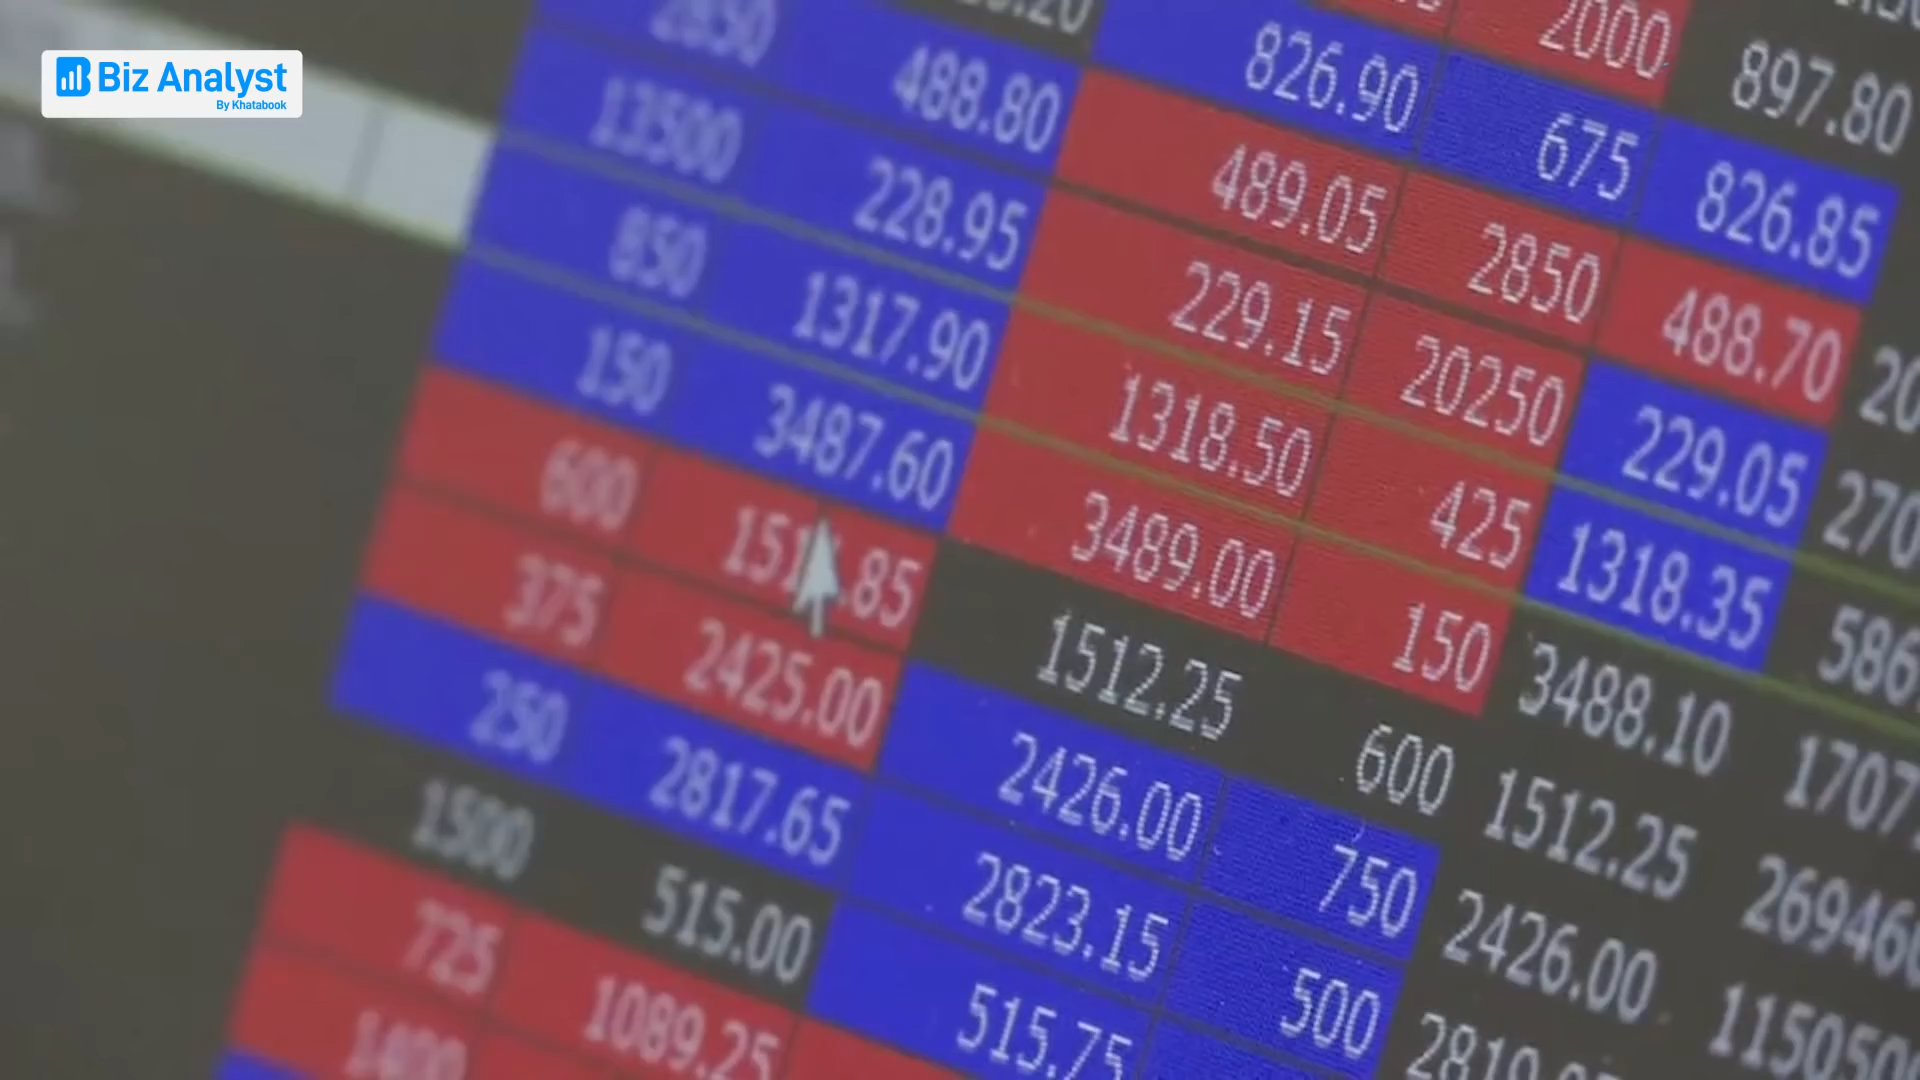 Biz Analyst
By Khatabook
2000
2850 488.80 826.90 675 897.80
13500 228.95 489.05 2850 826.85
850 1317.90 229.15 20250 488.70
150 3487.60 1318.50 425 229.05
600 3489.00 150 1318.35
375 2425.00 1512.25 600 3488.10
250 2817.65 2426.00 750 1512.25
1500 515.00 2823.15 500 2426.00
725 1089.25 515.75
1400